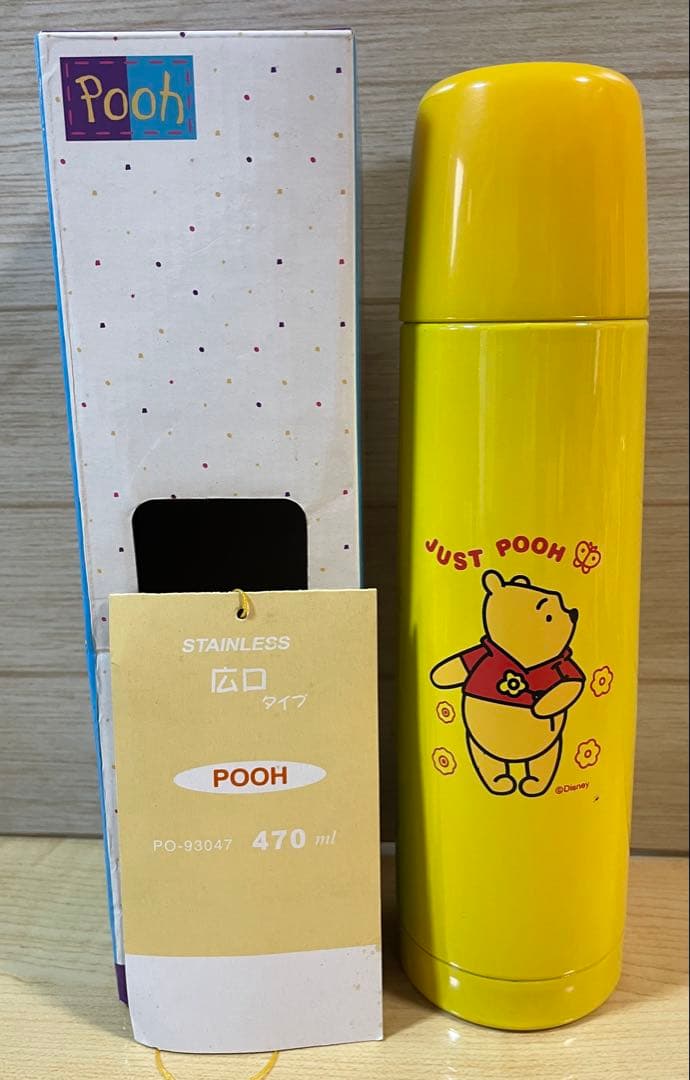 Pooh
STAINLESS
広口
タイプ
POOH
PO-93047 470 ml
JUST POOH
©Disney